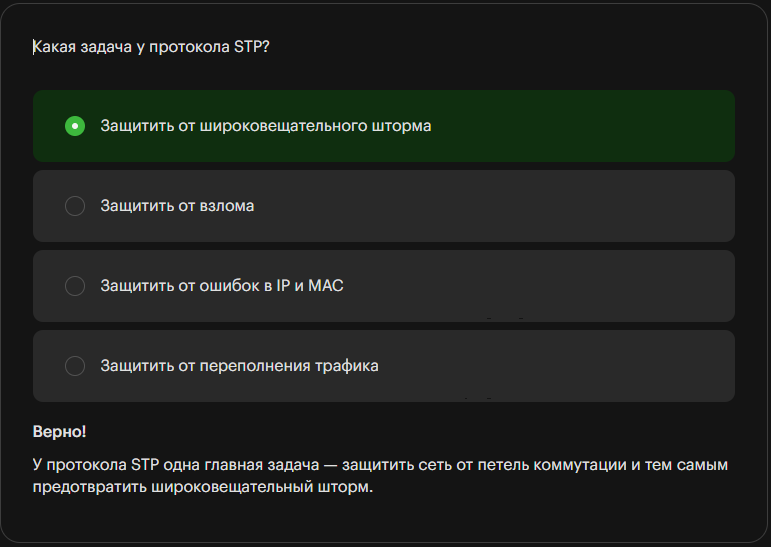 Какая задача у протокола STP?
Защитить от широковещательного шторма
Защитить от взлома
Защитить от ошибок в IP и MAC
Защитить от переполнения трафика
Верно!
У протокола STP одна главная задача — защитить сеть от петель коммутации и тем самым
предотвратить широковещательный шторм.